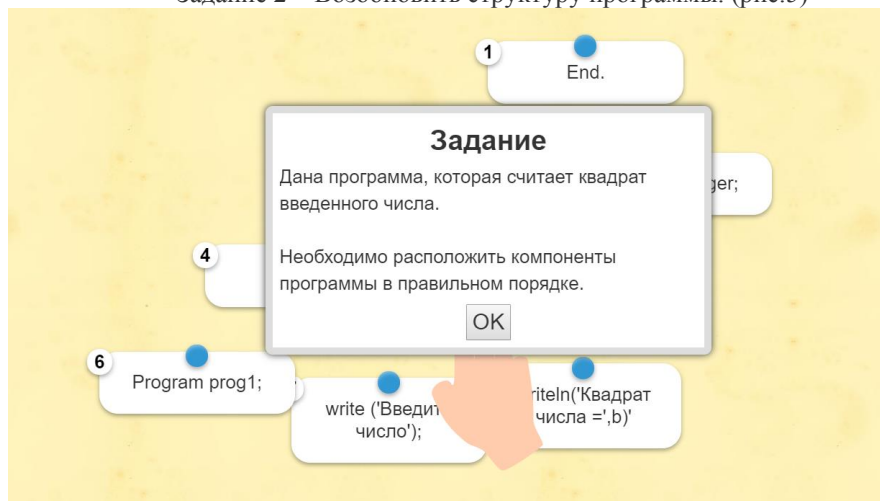 Задание 2 – Возобновить структуру программы. (рис.5)
1
End.
Задание
Дана программа, которая считает квадрат
введенного числа.
ger;
Необходимо расположить компоненты
программы в правильном порядке.
4
OK
6
Program prog1;
write ('Введит
число');
riteln('Квадрат
числа =',b)'